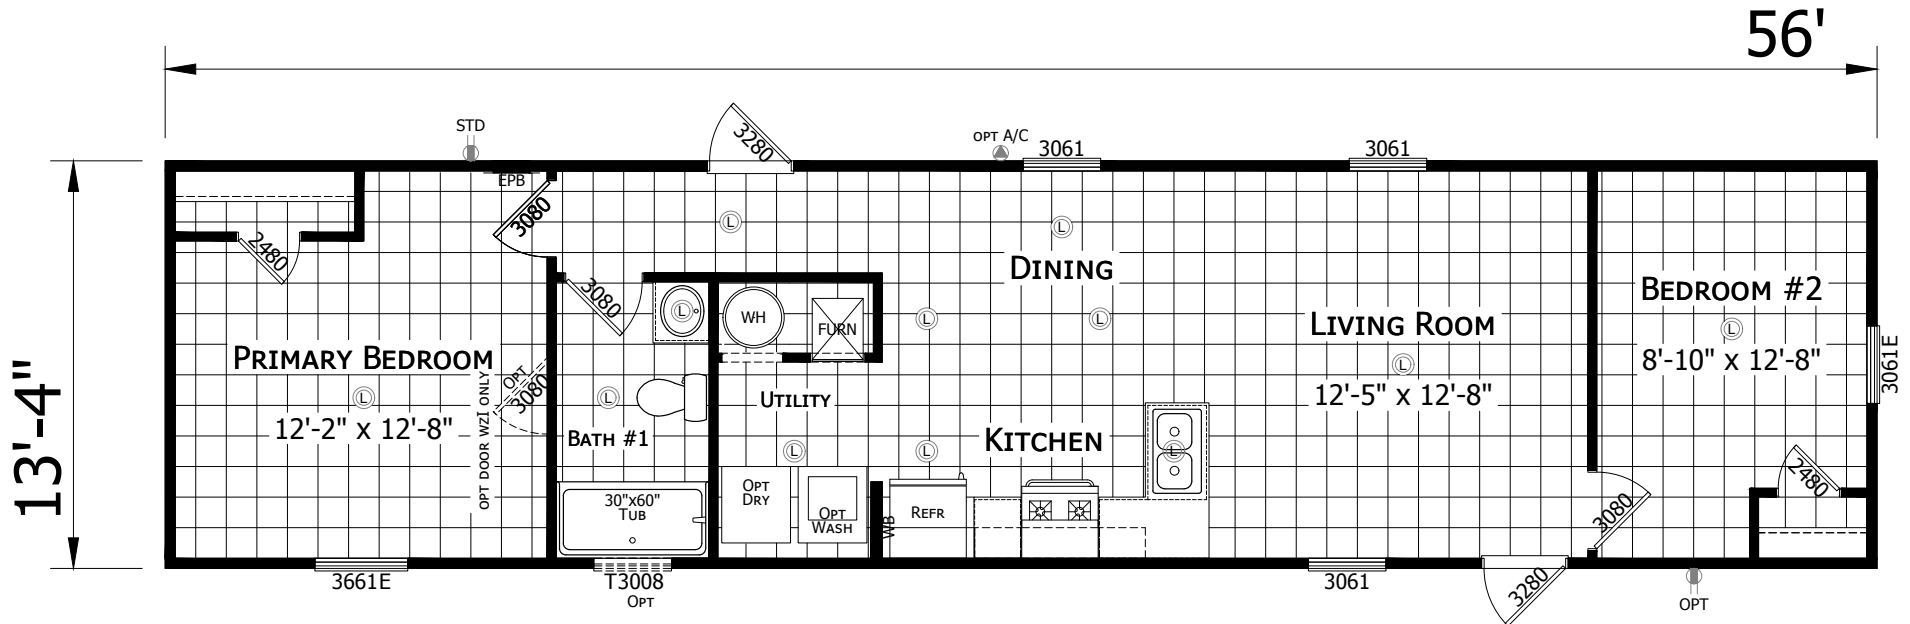 56'
13'-4"
STD
3280
OPT A/C
3061
3061
EPB
3080
2480
3080
L
L
DINING
BEDROOM #2
L
8'-10" x 12'-8"
3061E
WH
FURN
L
L
L
LIVING ROOM
L
12'-5" x 12'-8"
PRIMARY BEDROOM
L
12'-2" x 12'-8"
OPT DOOR WZI ONLY
OPT
3080
L
BATH #1
UTILITY
L
KITCHEN
L
L
2480
3080
30"x60"
TUB
OPT
DRY
OPT
WASH
WB
REFR
3661E
T3008
OPT
3061
3280
OPT